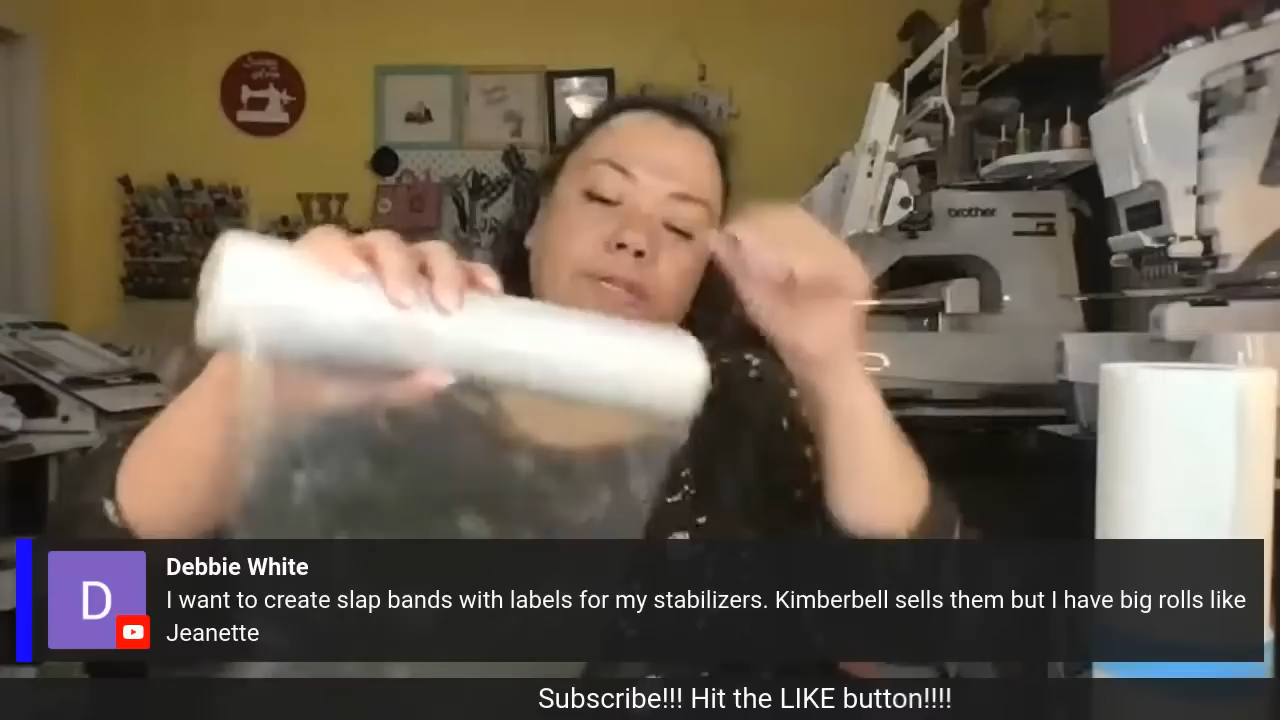 brother
Debbie White
D
I want to create slap bands with labels for my stabilizers. Kimberbell sells them but I have big rolls like
Jeanette
Subscribe!!! Hit the LIKE button!!!!